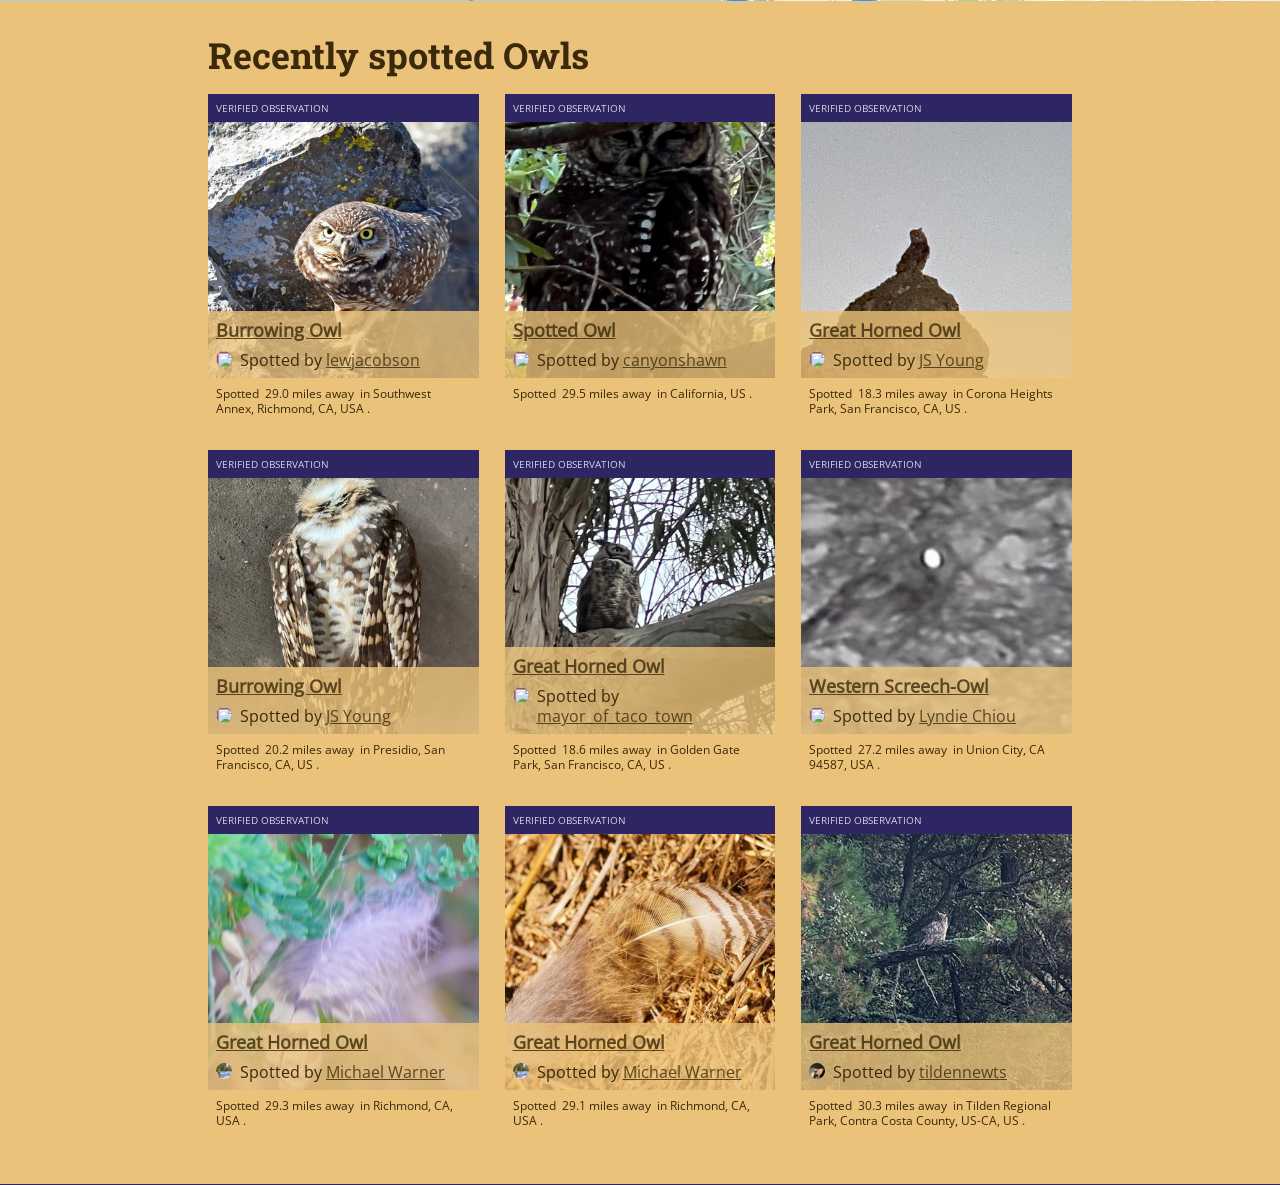 Recently spotted Owls
VERIFIED OBSERVATION
Burrowing Owl
Spotted by lewjacobson
Spotted 29.0 miles away in Southwest
Annex, Richmond, CA, USA .
VERIFIED OBSERVATION
Spotted Owl
Spotted by canyonshawn
Spotted 29.5 miles away in California, US .
VERIFIED OBSERVATION
Great Horned Owl
Spotted by JS Young
Spotted 18.3 miles away in Corona Heights
Park, San Francisco, CA, US .
VERIFIED OBSERVATION
Burrowing Owl
Spotted by JS Young
Spotted 20.2 miles away in Presidio, San
Francisco, CA, US .
VERIFIED OBSERVATION
Great Horned Owl
Spotted by
mayor_of_taco_town
Spotted 18.6 miles away in Golden Gate
Park, San Francisco, CA, US .
VERIFIED OBSERVATION
Western Screech-Owl
Spotted by Lyndie Chiou
Spotted 27.2 miles away in Union City, CA
94587, USA .
VERIFIED OBSERVATION
Great Horned Owl
Spotted by Michael Warner
Spotted 29.3 miles away in Richmond, CA,
USA .
VERIFIED OBSERVATION
Great Horned Owl
Spotted by Michael Warner
Spotted 29.1 miles away in Richmond, CA,
USA .
VERIFIED OBSERVATION
Great Horned Owl
Spotted by tildennewts
Spotted 30.3 miles away in Tilden Regional
Park, Contra Costa County, US-CA, US .